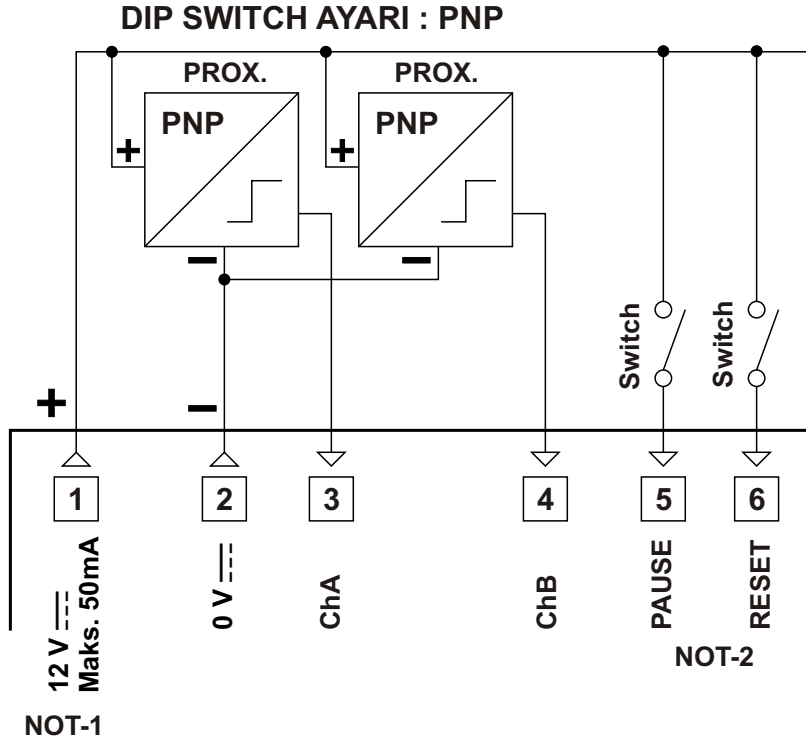 DIP SWITCH AYARI : PNP
PROX.
PROX.
PNP
PNP
+
+
−
−
Switch
Switch
+
−
1
2
3
4
5
6
12 V
Maks. 50mA
0 V
ChA
ChB
PAUSE
RESET
NOT-2
NOT-1